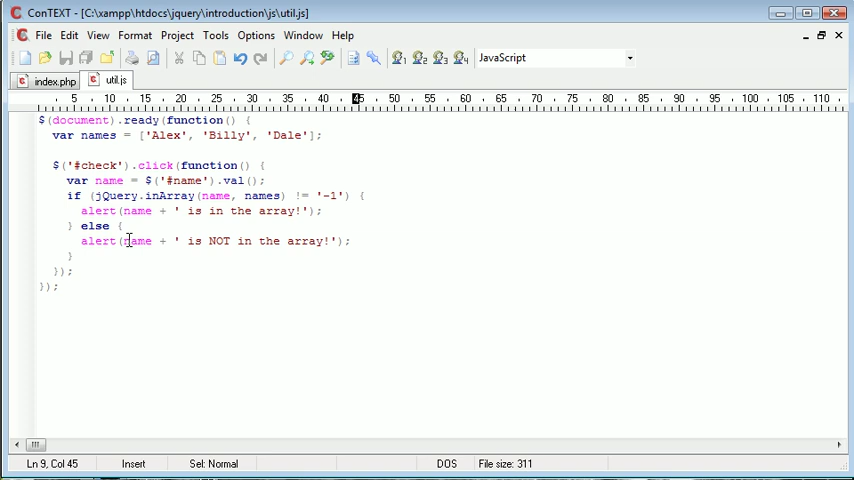 ConTEXT - [C:\xampp\htdocs\jquery\introduction\js\util.js]
File Edit View Format Project Tools Options Window Help
JavaScript
index.php util.js
5 10 15 20 25 30 35 40 45 50 55 60 65 70 75 80 85 90 95 100 105 110
$(document).ready(function() {
var names = ['Alex', 'Billy', 'Dale'];
$('#check').click(function() {
var name = $('#name').val();
if (jQuery.inArray(name, names) != '-1') {
alert(name + ' is in the array!');
} else {
alert(name + ' is NOT in the array!');
}
});
});
Ln 9, Col 45 Insert Sel: Normal DOS File size: 311